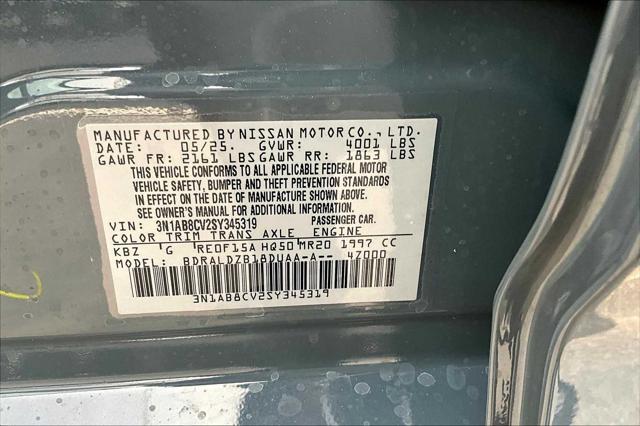 MANUFACTURED BY NISSAN MOTOR CO., LTD.
DATE: 05/25. GVWR: 4001 LBS
GAWR FR: 2161 LBS GAWR RR: 1863 LBS
THIS VEHICLE CONFORMS TO ALL APPLICABLE FEDERAL MOTOR
VEHICLE SAFETY, BUMPER AND THEFT PREVENTION STANDARDS
IN EFFECT ON THE DATE OF MANUFACTURE SHOWN ABOVE.
SEE OWNER'S MANUAL FOR ADDITIONAL INFORMATION.
VIN: 3N1AB8CV2SY345319 PASSENGER CAR.
COLOR TRIM TRANS AXLE ENGINE
KBZ 'G 'RE0F15A HQ50 MR20 1997 CC
MODEL: BDRALDZB18DUAA-A-- 4Z000
3N1AB8CV2SY345319